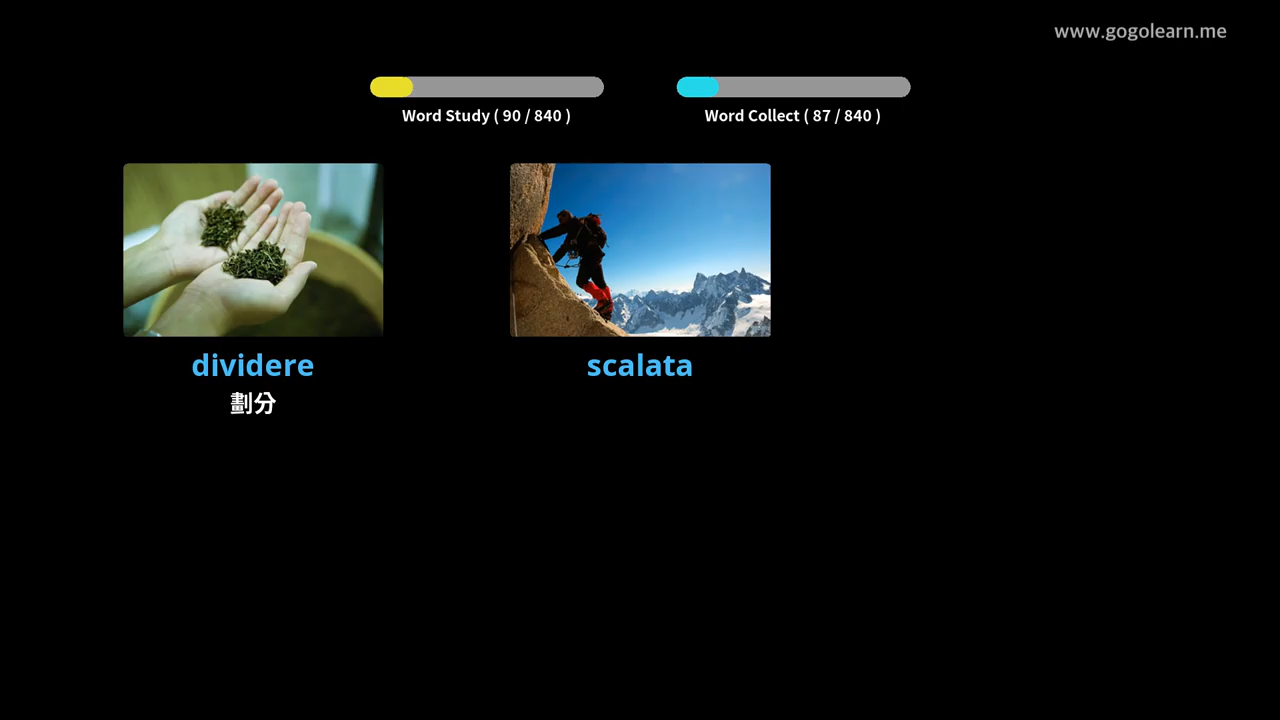 www.gogolearn.me
Word Study ( 90 / 840 )
Word Collect ( 87 / 840 )
dividere
劃分
scalata